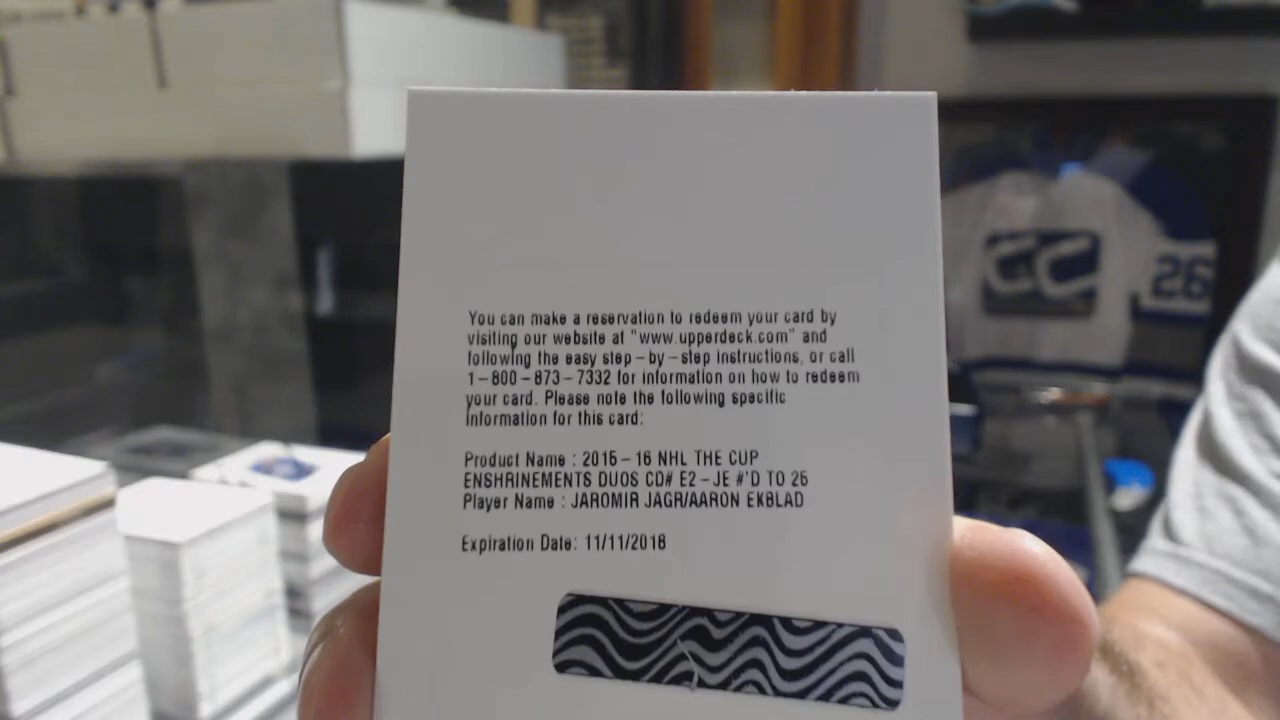 You can make a reservation to redeem your card by
visiting our website at "www.upperdeck.com" and
following the easy step-by-step instructions, or call
1-800-873-7332 for information on how to redeem
your card. Please note the following specific
information for this card:
Product Name : 2015-16 NHL THE CUP
ENSHRINEMENTS DUOS CD# E2-JE #'D TO 25
Player Name : JAROMIR JAGR/AARON EKBLAD
Expiration Date: 11/11/2018
CC
26